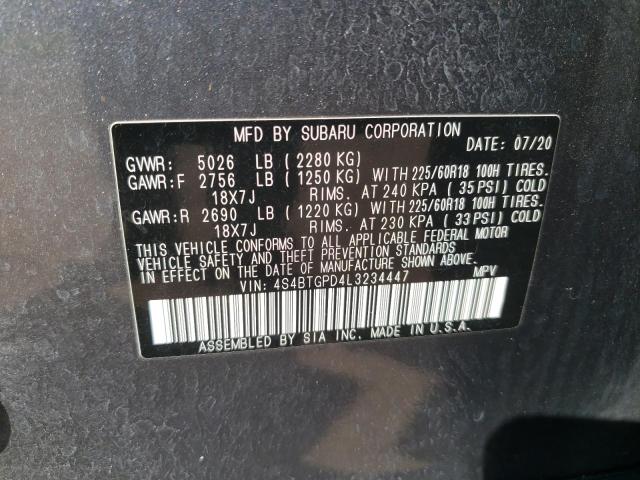 MFD BY SUBARU CORPORATION DATE: 07/20
GVWR: 5026 LB (2280 KG)
GAWR:F 2756 LB (1250 KG) WITH 225/60R18 100H TIRES.
18X7J RIMS. AT 240 KPA (35 PSI) COLD
GAWR:R 2690 LB (1220 KG) WITH 225/60R18 100H TIRES.
18X7J RIMS. AT 230 KPA (33 PSI) COLD
THIS VEHICLE CONFORMS TO ALL APPLICABLE FEDERAL MOTOR
VEHICLE SAFETY AND THEFT PREVENTION STANDARDS
IN EFFECT ON THE DATE OF MANUFACTURE SHOWN ABOVE.
VIN: 4S4BTGPD4L3234447 MPV
ASSEMBLED BY SIA INC. MADE IN U.S.A.